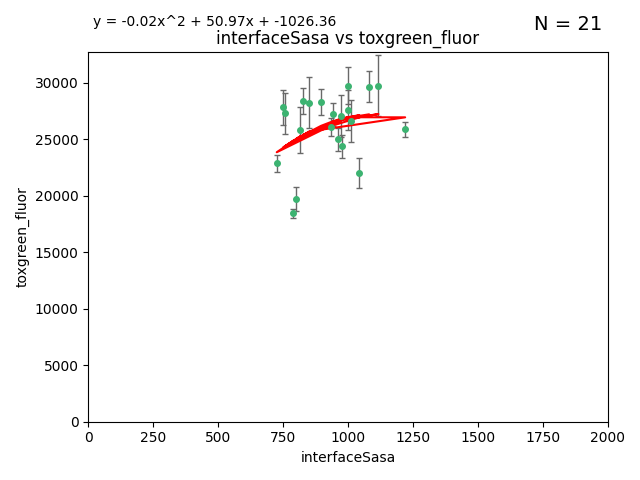 y = -0.02x^2 + 50.97x + -1026.36
N = 21
interfaceSasa vs toxgreen_fluor
30000
25000
20000
15000
10000
5000
0
toxgreen_fluor
0 250 500 750 1000 1250 1500 1750 2000
interfaceSasa